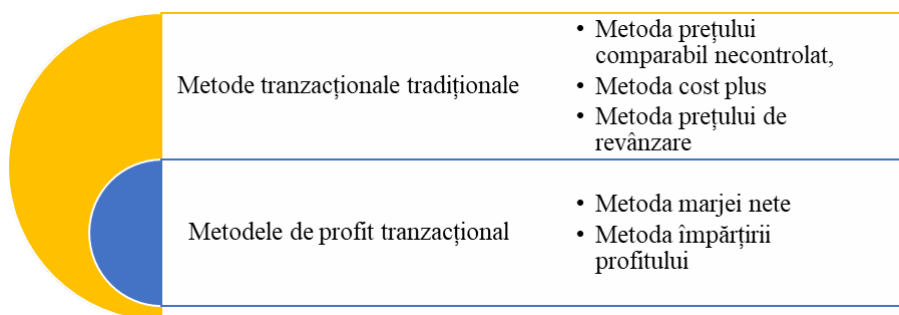 Metode tranzacționale tradiționale
• Metoda prețului
comparabil necontrolat,
• Metoda cost plus
• Metoda prețului de
revânzare
Metodele de profit tranzacțional
• Metoda marjei nete
• Metoda împărțirii
profitului